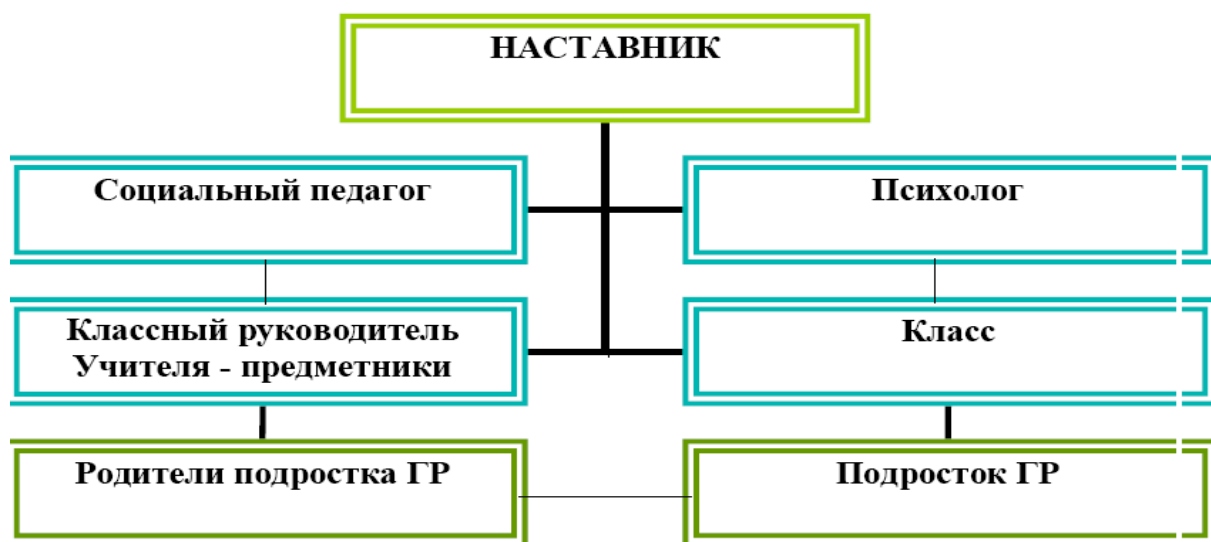 НАСТАВНИК
Социальный педагог
Психолог
Классный руководитель
Учителя - предметники
Класс
Родители подростка ГР
Подросток ГР